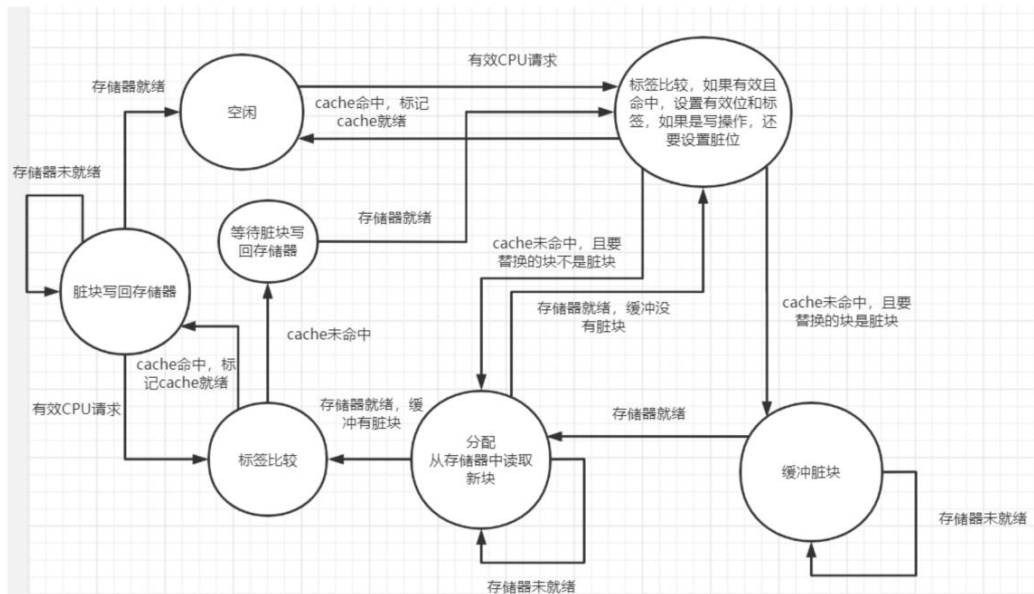 有效CPU请求
存储器就绪
空闲
cache命中，标记
cache就绪
标签比较，如果有效且
命中，设置有效位和标
签，如果是写操作，还
要设置脏位
存储器未就绪
等待脏块写
回存储器
存储器就绪
cache未命中，且要
替换的块不是脏块
脏块写回存储器
存储器就绪，缓冲没
有脏块
cache未命中，且要
替换的块是脏块
cache未命中
cache命中，标
记cache就绪
有效CPU请求
存储器就绪，缓
冲有脏块
存储器就绪
标签比较
分配
从存储器中读取
新块
缓冲脏块
存储器未就绪
存储器未就绪